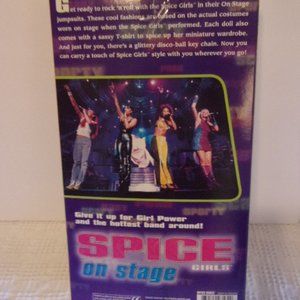 Get ready to rock 'n roll with the Spice Girls in their On Stage
jumpsuits. These cool fashions are based on the actual costumes
worn on stage when the Spice Girls performed. Each doll also
comes with a sassy T-shirt to spice up her miniature wardrobe.
And just for you, there's a glittery disco-ball key chain. Now you
can carry a touch of Spice Girls style with you wherever you go!
Give it up for Girl Power
and the hottest band around!
SPICE
GIRLS
on stage